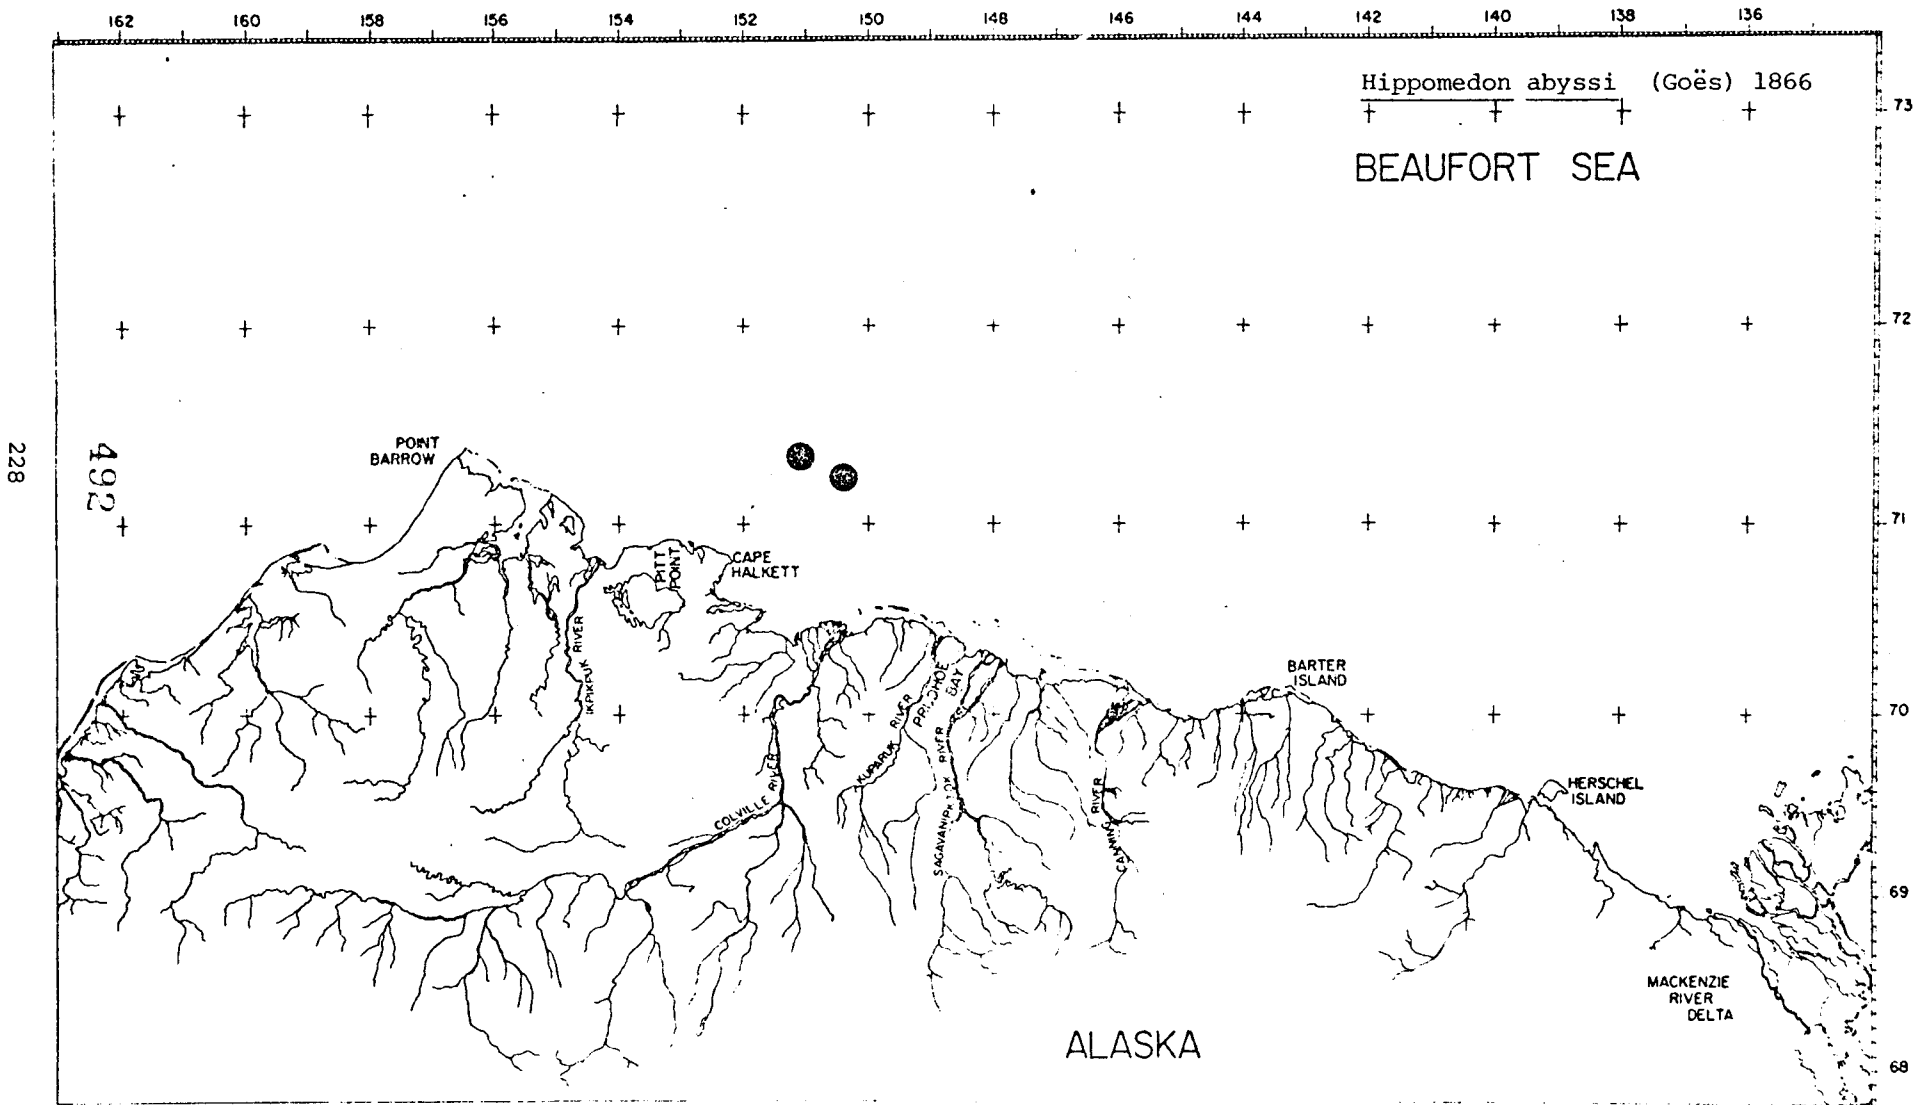 162 160 158 156 154 152 150 148 146 144 142 140 138 136
Hippomedon abyssi (Goës) 1866
73
BEAUFORT SEA
72
POINT
BARROW
228
492
71
PITT
POINT
CAPE
HALKETT
IKPIKPUK RIVER
BARTER
ISLAND
PRUDHOE
BAY
70
KUPARUK RIVER
COLVILLE RIVER
SAGAVANIRKTOK RIVER
CANNING RIVER
HERSCHEL
ISLAND
69
MACKENZIE
RIVER
DELTA
ALASKA
68